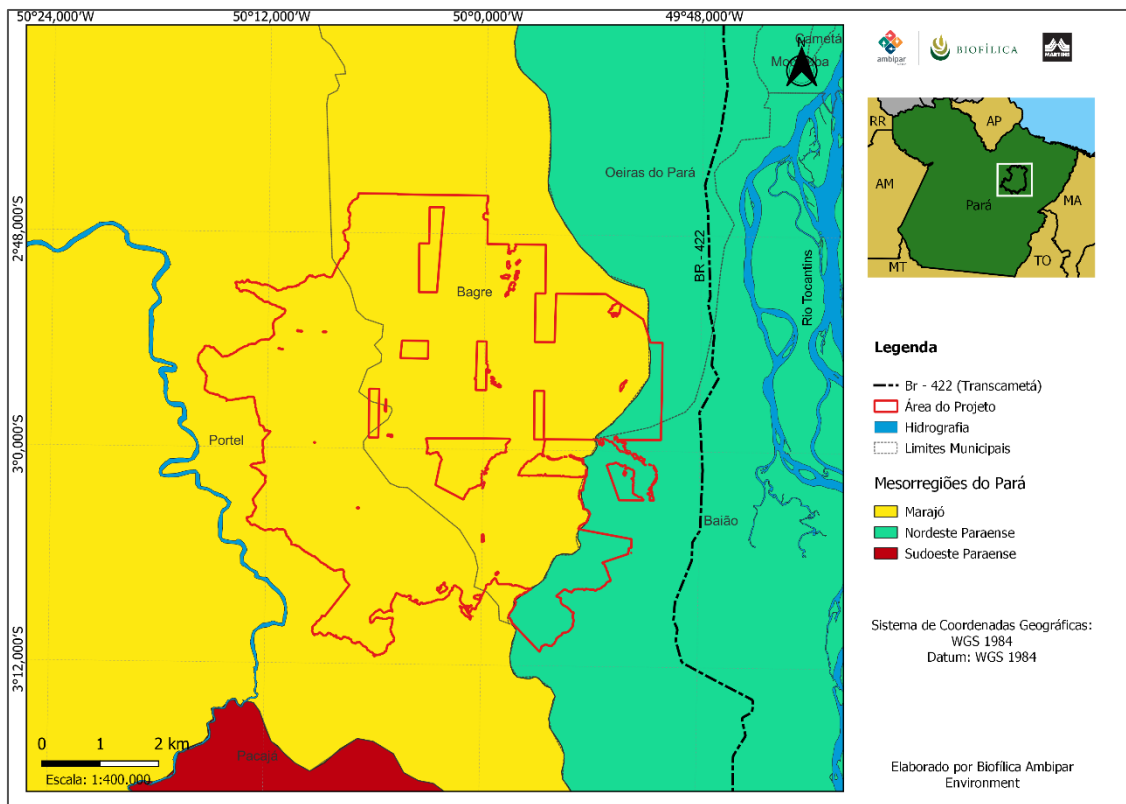 50°24,000'W
50°12,000'W
50°0,000'W
49°48,000'W
2°48,000'S
3°0,000'S
3°12,000'S
N
Cametá
Oeiras do Pará
BR - 422
Rio Tocantins
Bagre
Portel
Baião
Pacajá
0 1 2 km
Escala: 1:400.000
ambipar
BIOFÍLICA
MARTINS
RR
AP
AM
Pará
MA
MT
TO
Legenda
Br - 422 (Transcametá)
Área do Projeto
Hidrografia
Limites Municipais
Mesorregiões do Pará
Marajó
Nordeste Paraense
Sudoeste Paraense
Sistema de Coordenadas Geográficas:
WGS 1984
Datum: WGS 1984
Elaborado por Biofílica Ambipar
Environment